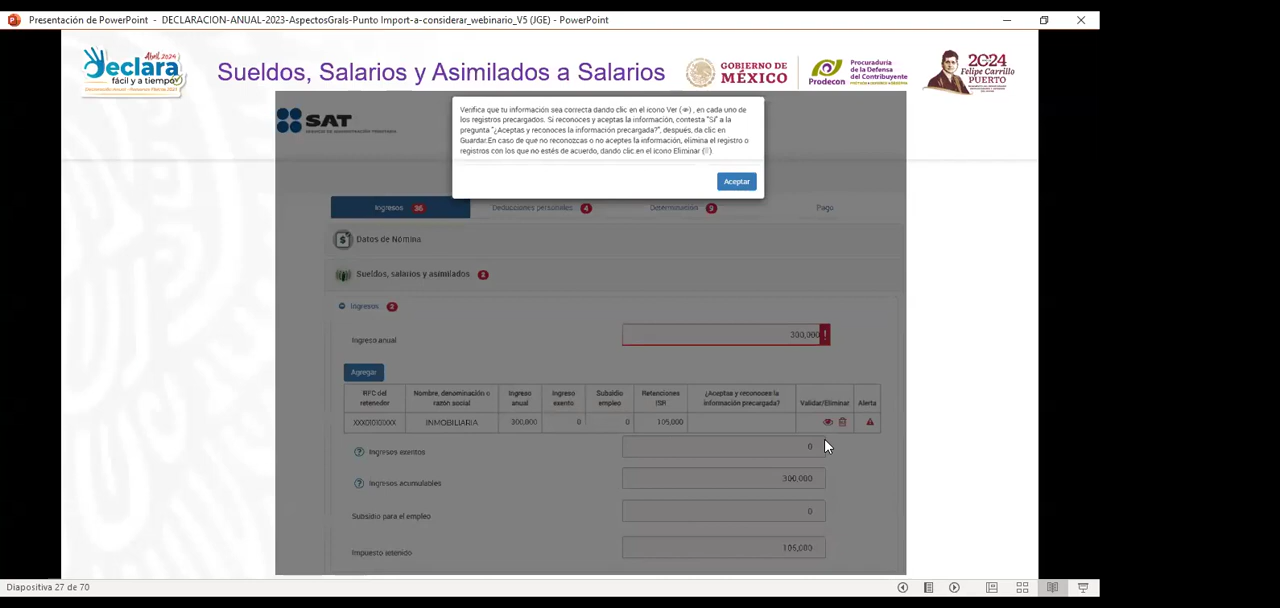 Presentación de PowerPoint - DECLARACION-ANUAL-2023-AspectosGrals-Punto Import-a-considerar_webinario_V5 (JGE) - PowerPoint
Abril 2024
Declara
fácil y a tiempo
Sueldos, Salarios y Asimilados a Salarios
GOBIERNO DE
MÉXICO
Prodecon
Procuraduría
de la Defensa
del Contribuyente
2024
Felipe Carrillo
PUERTO
SAT
Verifica que tu información sea correcta dando clic en el icono Ver ( ) , en cada uno de
los registros precargados. Si reconoces y aceptas la información, contesta "Sí" a la
pregunta "¿Aceptas y reconoces la información precargada?", después, da clic en
Guardar.En caso de que no reconozcas o no aceptes la información, elimina el registro o
registros con los que no estés de acuerdo, dando clic en el icono Eliminar ( )
Aceptar
Ingresos 36 Deducciones personales 4 Determinación 9 Pago
Datos de Nómina
Sueldos, salarios y asimilados
Ingresos 2
Ingreso anual 300,000 !
Agregar
RFC del retenedor Nombre, denominación o razón social Ingreso anual Ingreso exento Subsidio empleo Retenciones ISR ¿Aceptas y reconoces la información precargada? Validar/Eliminar Alerta
INMOBILIARIA 300,000 0 0 105,000
? Ingresos exentos 0
? Ingresos acumulables 300,000
Subsidio para el empleo 0
Impuesto retenido 105,000
Diapositiva 27 de 70